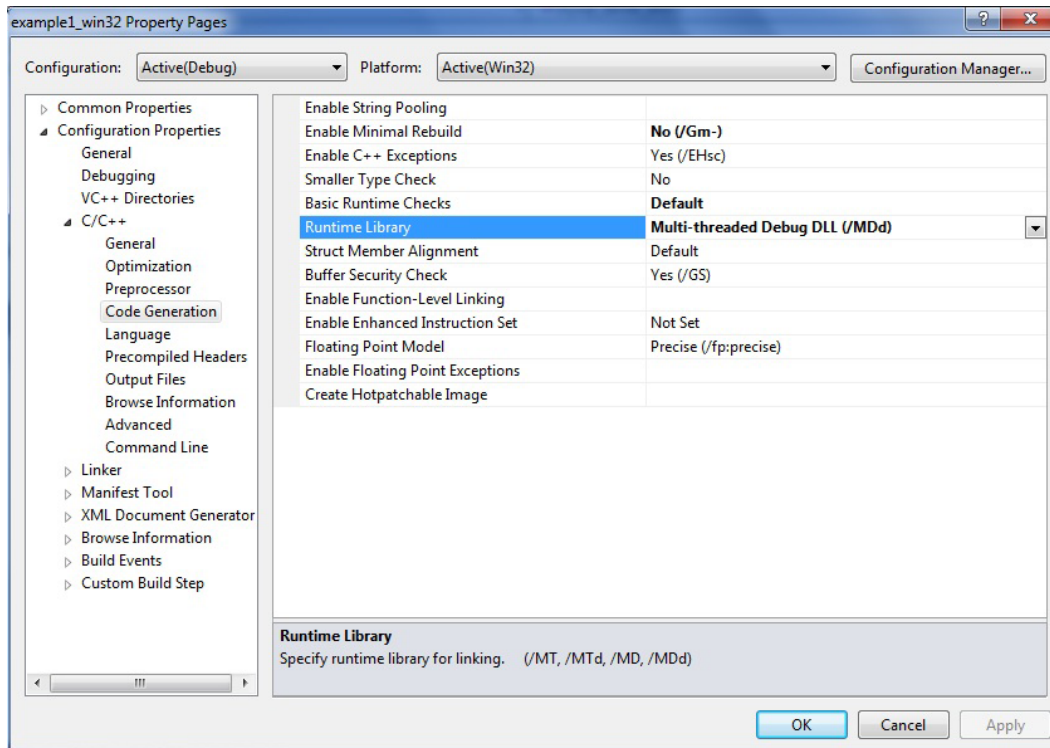 example1_win32 Property Pages
?
X
Configuration: Active(Debug) Platform: Active(Win32) Configuration Manager...
Common Properties
Configuration Properties
General
Debugging
VC++ Directories
C/C++
General
Optimization
Preprocessor
Code Generation
Language
Precompiled Headers
Output Files
Browse Information
Advanced
Command Line
Linker
Manifest Tool
XML Document Generator
Browse Information
Build Events
Custom Build Step
Enable String Pooling
Enable Minimal Rebuild No (/Gm-)
Enable C++ Exceptions Yes (/EHsc)
Smaller Type Check No
Basic Runtime Checks Default
Runtime Library Multi-threaded Debug DLL (/MDd)
Struct Member Alignment Default
Buffer Security Check Yes (/GS)
Enable Function-Level Linking
Enable Enhanced Instruction Set Not Set
Floating Point Model Precise (/fp:precise)
Enable Floating Point Exceptions
Create Hotpatchable Image
Runtime Library
Specify runtime library for linking. (/MT, /MTd, /MD, /MDd)
OK Cancel Apply